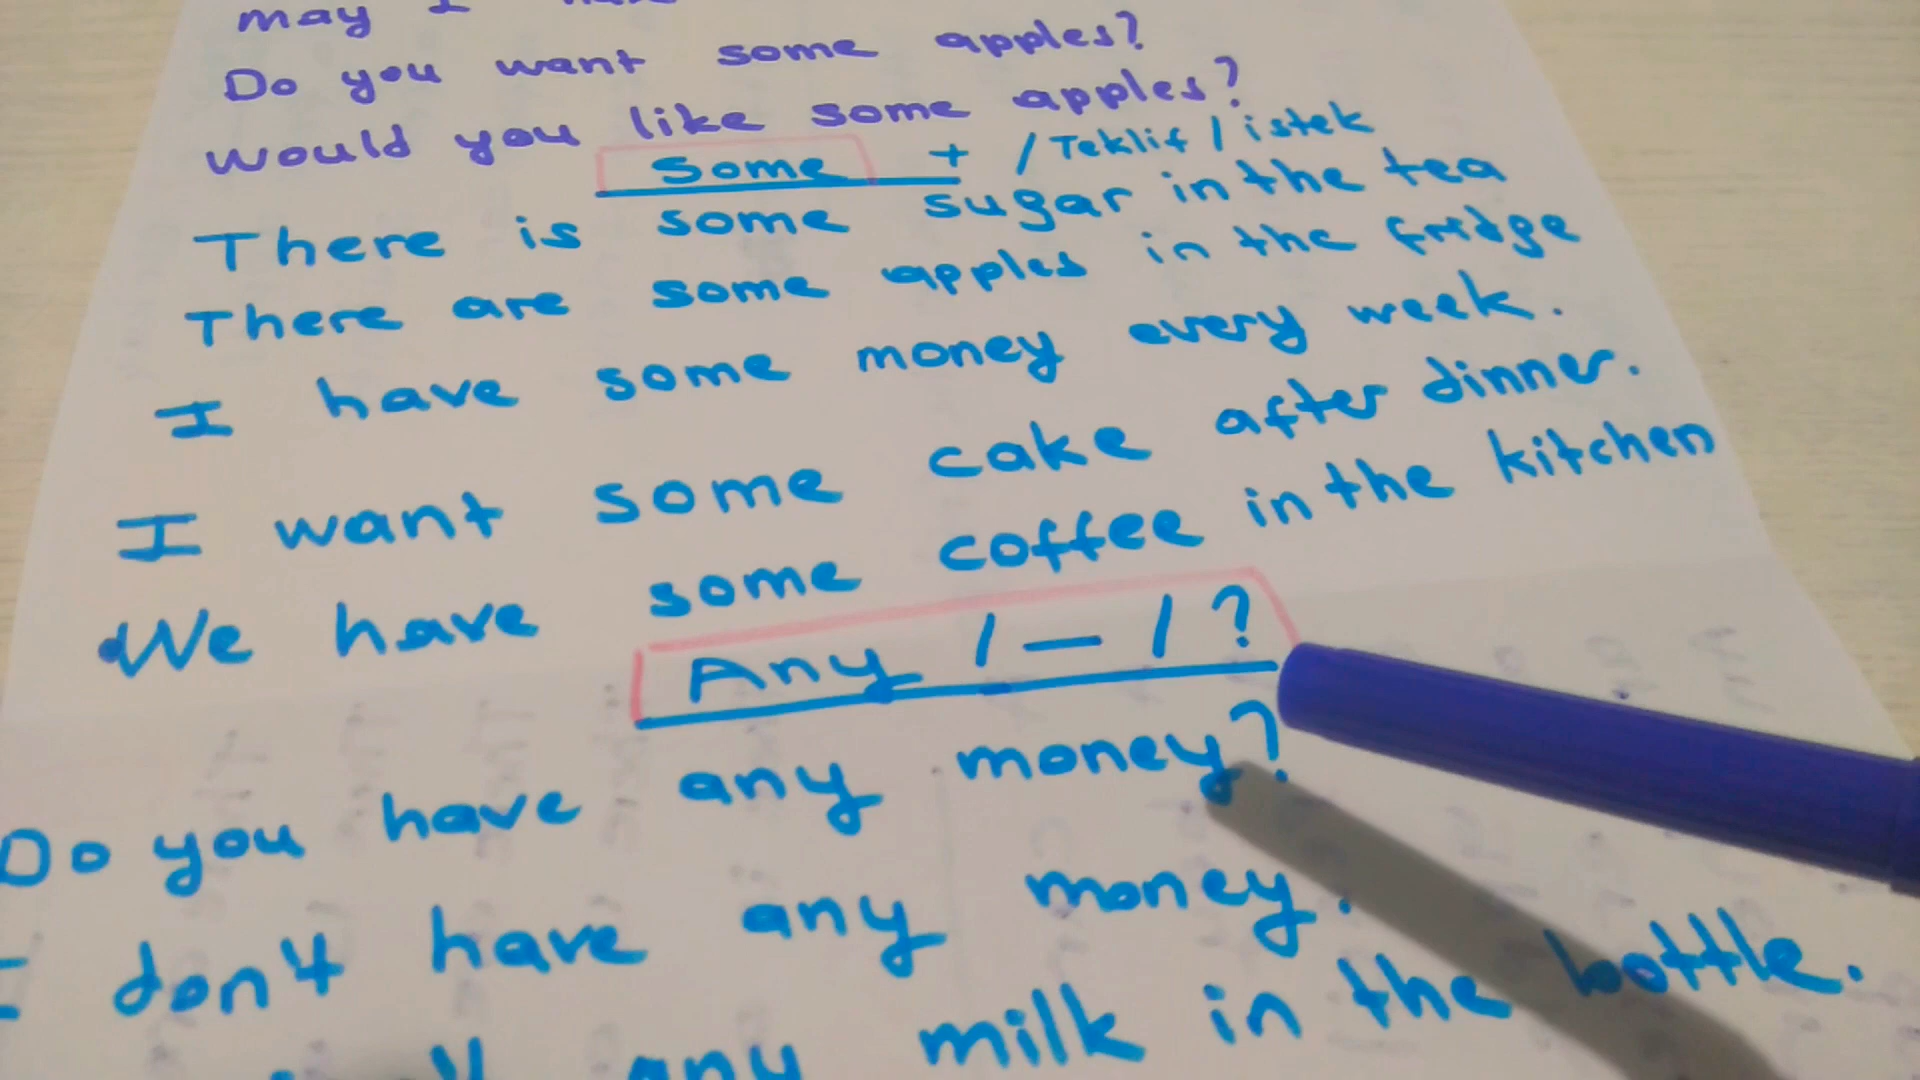 may I
Do you want some apples?
would you like some apples?
Some + / Teklif / istek
There is some sugar in the tea
There are some apples in the fridge
I have some money every week.
I want some cake after dinner.
We have some coffee in the kitchen
Any / — / ?
Do you have any money?
I don't have any money.
any milk in the bottle.